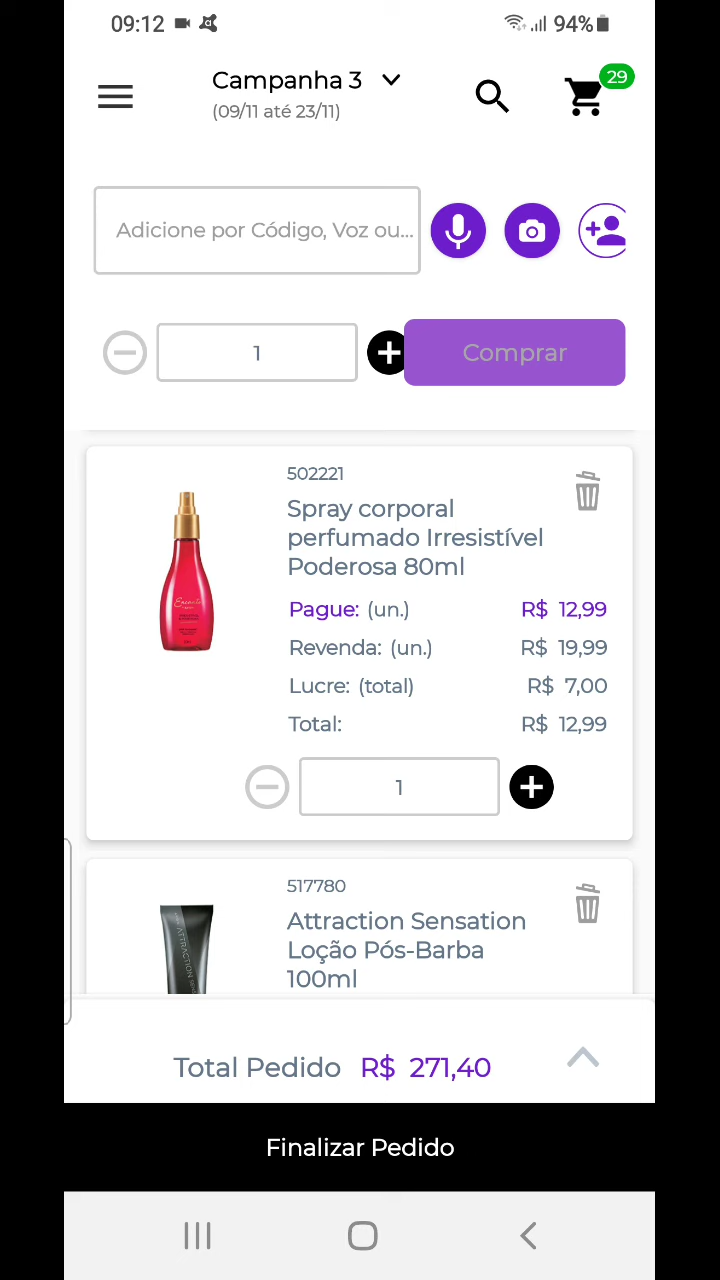 09:12
94%
Campanha 3
29
(09/11 até 23/11)
Adicione por Código, Voz ou...
1
Comprar
502221
Spray corporal
perfumado Irresistível
Poderosa 80ml
Pague: (un.) R$ 12,99
Revenda: (un.) R$ 19,99
Lucre: (total) R$ 7,00
Total: R$ 12,99
1
517780
Attraction Sensation
Loção Pós-Barba
100ml
Total Pedido R$ 271,40
Finalizar Pedido